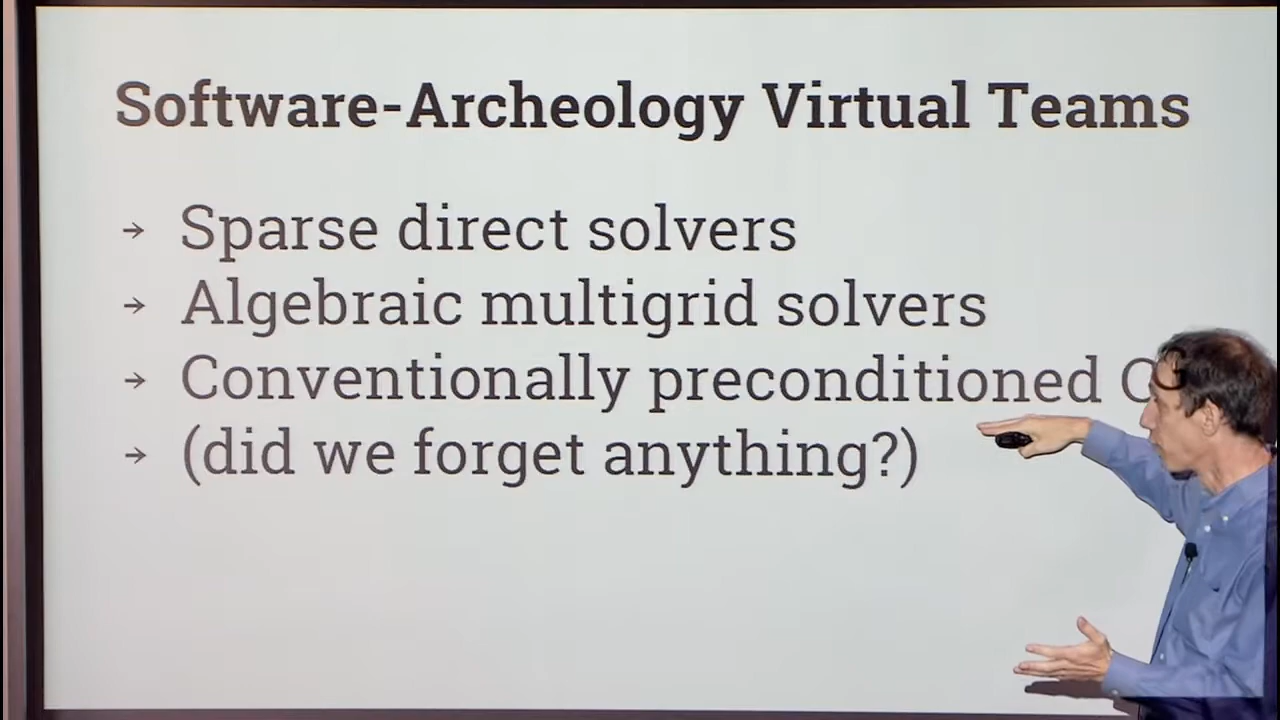 Software-Archeology Virtual Teams
→ Sparse direct solvers
→ Algebraic multigrid solvers
→ Conventionally preconditioned
→ (did we forget anything?)